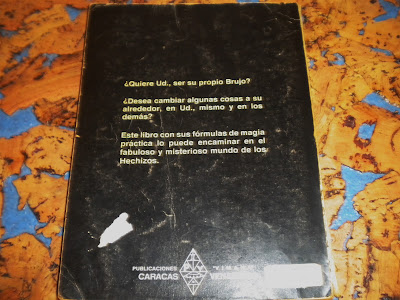 ¿Quiere Ud., ser su propio Brujo?
¿Desea cambiar algunas cosas a su
alrededor, en Ud., mismo y en los
demás?
Este libro con sus fórmulas de magia
práctica lo puede encaminar en el
fabuloso y misterioso mundo de los
Hechizos.
PUBLICACIONES
CARACAS